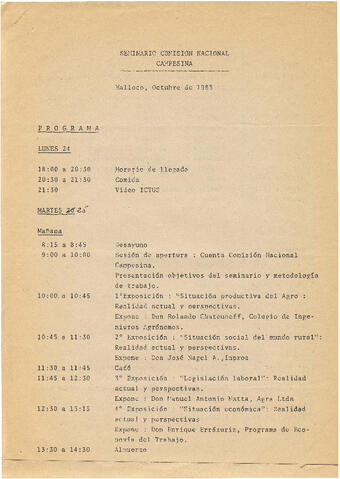 SEMINARIO COMISION NACIONAL
CAMPESINA
Malloco, Octubre de 1983
PROGRAMA
LUNES 24
18:00 a 20:30 Horario de llegada
20:30 a 21:30 Comida
21:30 Video ICTUS
MARTES 25
Mañana
8:15 a 8:45 Desayuno
9:00 a 10:00 Sesión de apertura : Cuenta Comisión Nacional
Campesina.
Presentación objetivos del seminario y metodología
de trabajo.
10:00 a 10:45 1°Exposición : "Situación productiva del Agro :
Realidad actual y perspectivas.
Expone : Don Rolando Chateauneff, Colegio de Inge-
nieros Agrónomos.
10:45 a 11:30 2° Exposición : "Situación social del mundo rural":
Realidad actual y perspectivas.
Expone : Don José Nagel A.,Inproa
11:30 a 11:45 Café
11:45 a 12:30 3° Exposición : "Legislación laboral": Realidad
actual y perspectivas.
Expone : Don Manuel Antonio Matta, Agra Ltda
12:30 a 13:15 4° Exposición : "Situación económica": Realidad
actual y perspectivas
Expone : Don Enrique Errázuriz, Programa de Eco-
nomía del Trabajo.
13:30 a 14:30 Almuerzo